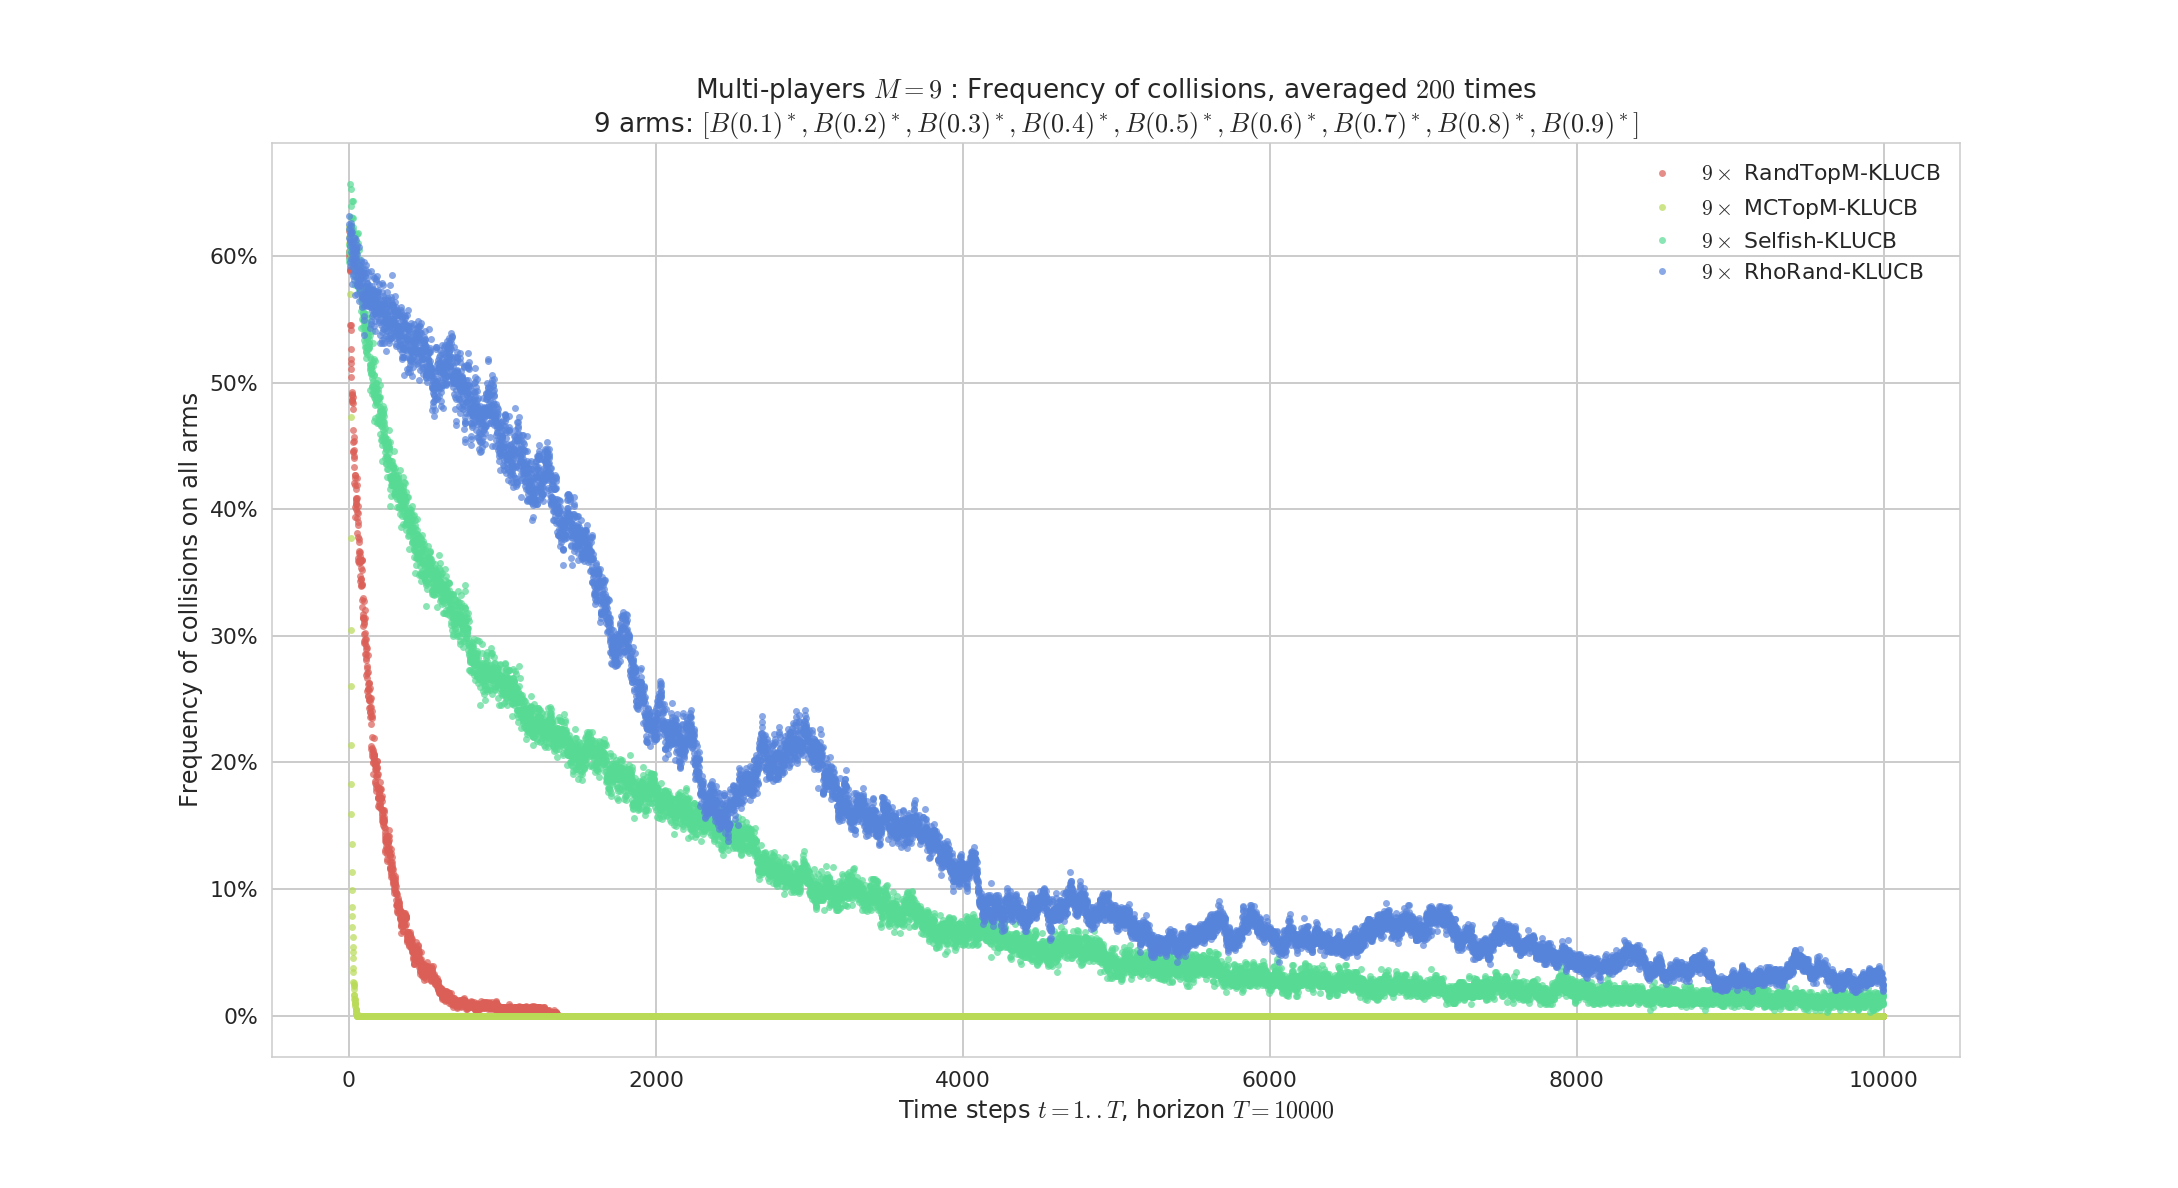 Multi-players M = 9 : Frequency of collisions, averaged 200 times
9 arms: [B(0.1)*, B(0.2)*, B(0.3)*, B(0.4)*, B(0.5)*, B(0.6)*, B(0.7)*, B(0.8)*, B(0.9)*]
9× RandTopM-KLUCB
9× MCTopM-KLUCB
9× Selfish-KLUCB
9× RhoRand-KLUCB
Frequency of collisions on all arms
60%
50%
40%
30%
20%
10%
0%
0 2000 4000 6000 8000 10000
Time steps t = 1..T, horizon T = 10000